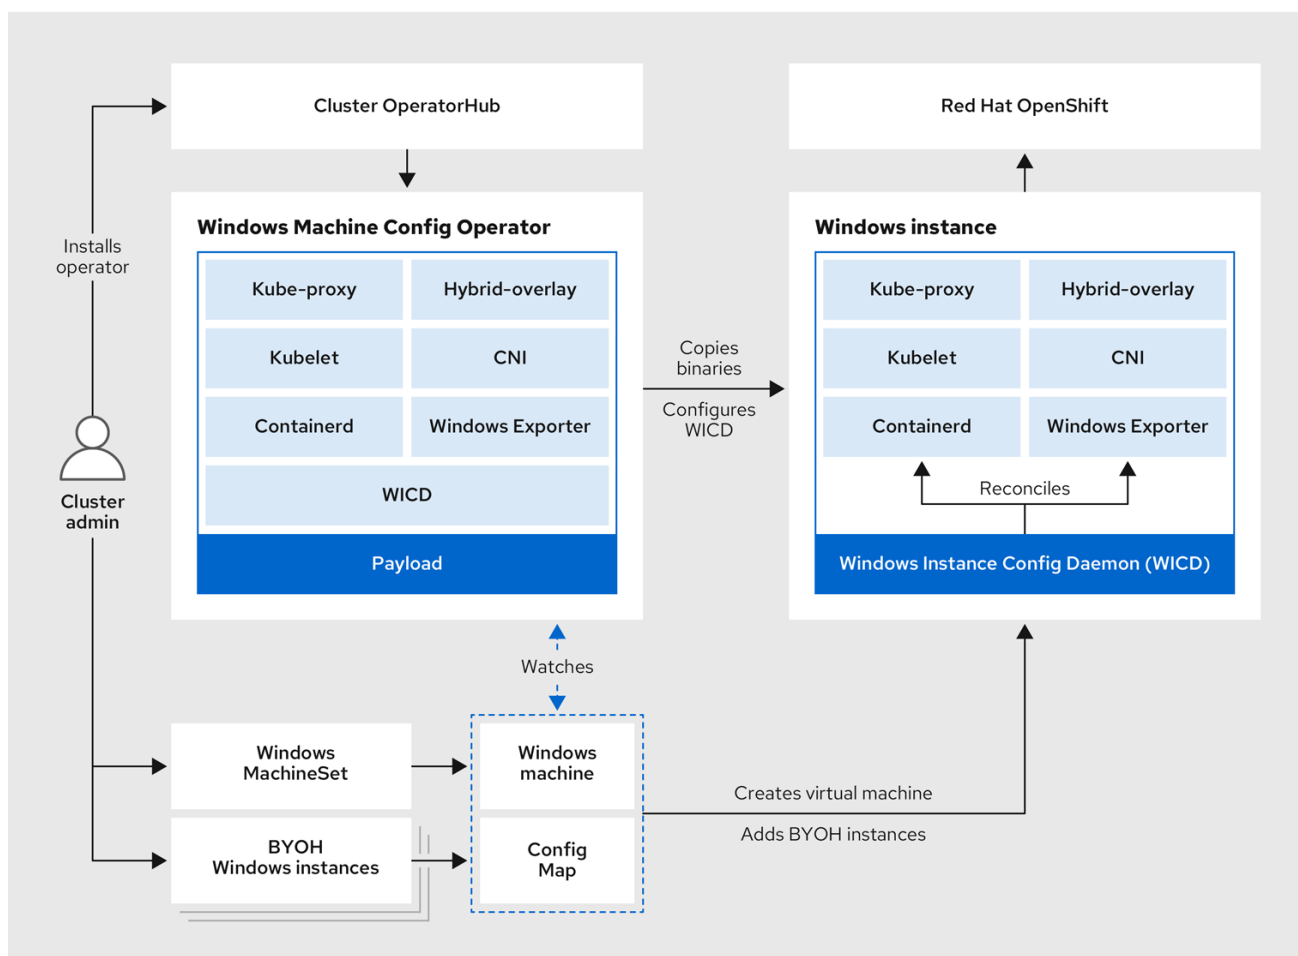 Cluster OperatorHub
Red Hat OpenShift
Installs
operator
Cluster
admin
Windows Machine Config Operator
Kube-proxy
Hybrid-overlay
Kubelet
CNI
Containerd
Windows Exporter
WICD
Payload
Copies
binaries
Configures
WICD
Windows instance
Kube-proxy
Hybrid-overlay
Kubelet
CNI
Containerd
Windows Exporter
Reconciles
Windows Instance Config Daemon (WICD)
Watches
Windows
MachineSet
Windows
machine
BYOH
Windows instances
Config
Map
Creates virtual machine
Adds BYOH instances